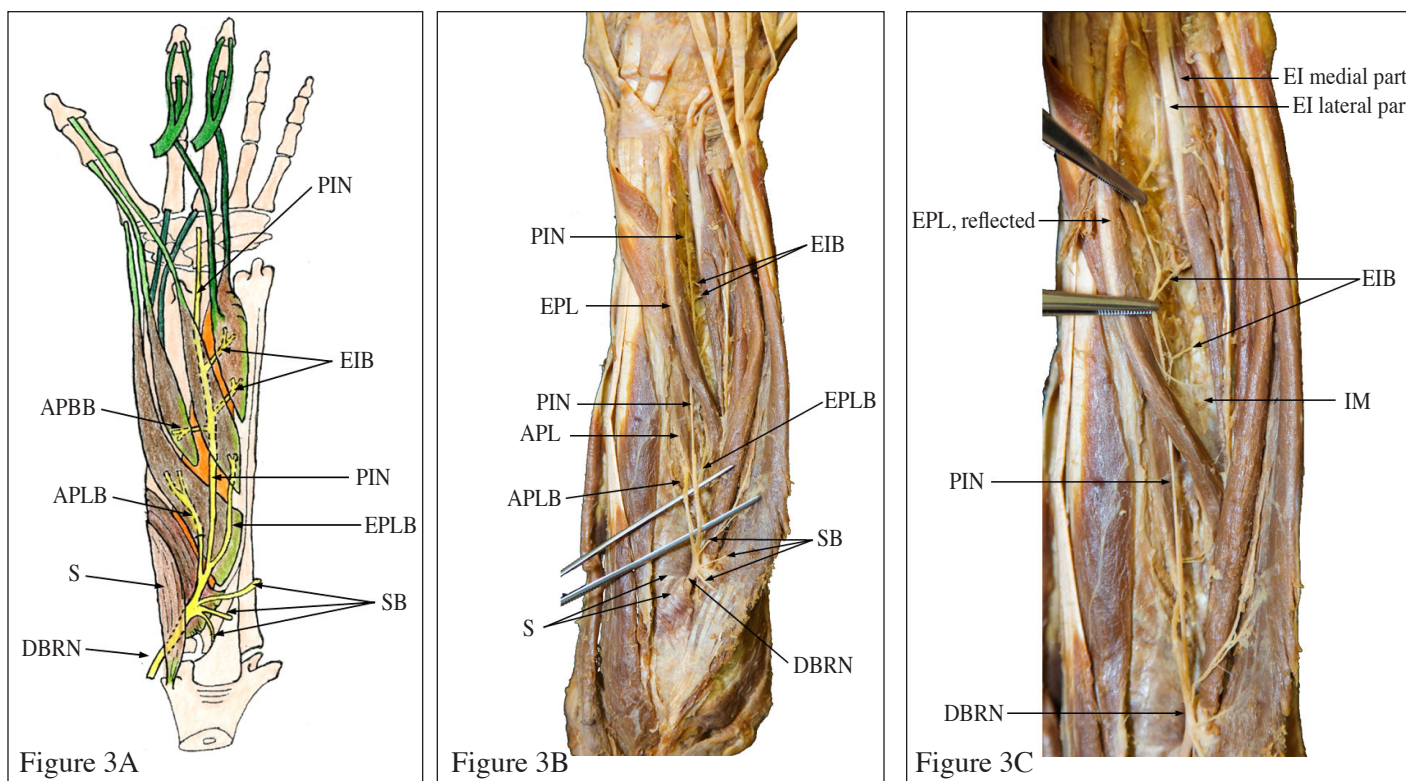 PIN
EIB
APBB
PIN
APLB
EPLB
S
SB
DBRN
Figure 3A
PIN
EIB
EPL
PIN
EPLB
APL
APLB
SB
S
DBRN
Figure 3B
EI medial part
EI lateral part
EPL, reflected
EIB
IM
PIN
DBRN
Figure 3C